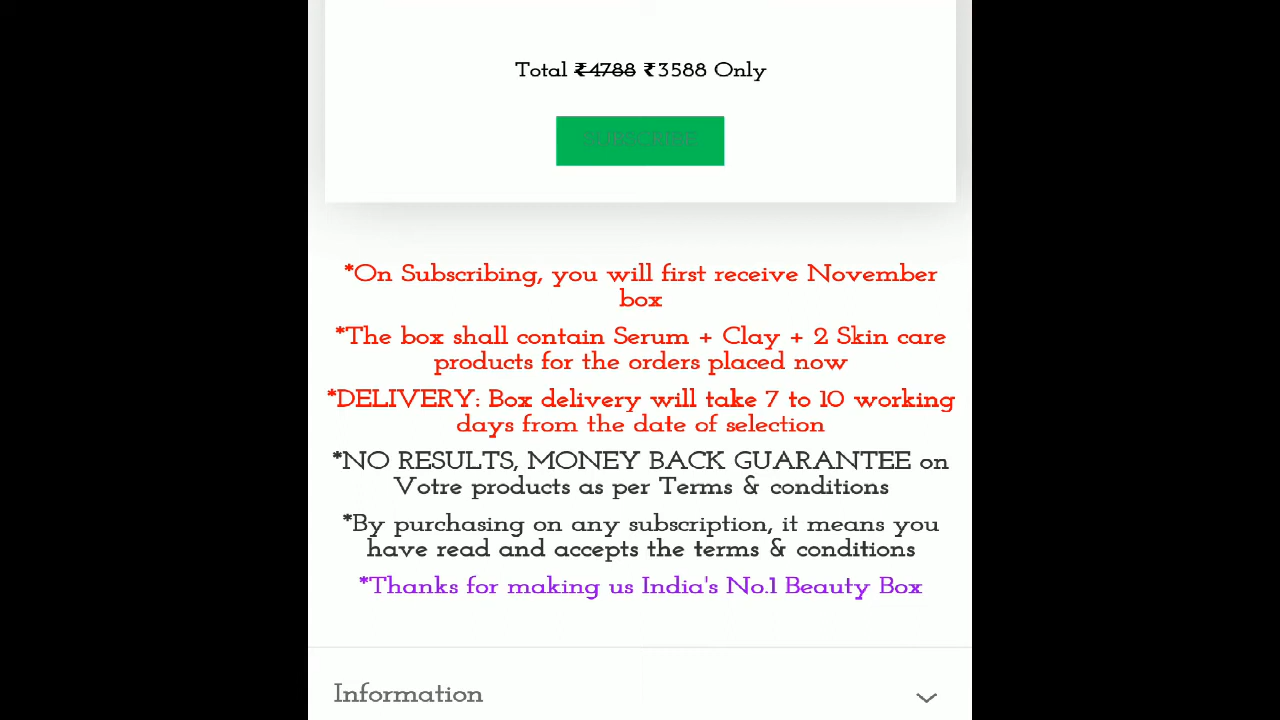 Total ₹4788 ₹3588 Only
SUBSCRIBE
*On Subscribing, you will first receive November
box
*The box shall contain Serum + Clay + 2 Skin care
products for the orders placed now
*DELIVERY: Box delivery will take 7 to 10 working
days from the date of selection
*NO RESULTS, MONEY BACK GUARANTEE on
Votre products as per Terms & conditions
*By purchasing on any subscription, it means you
have read and accepts the terms & conditions
*Thanks for making us India's No.1 Beauty Box
Information